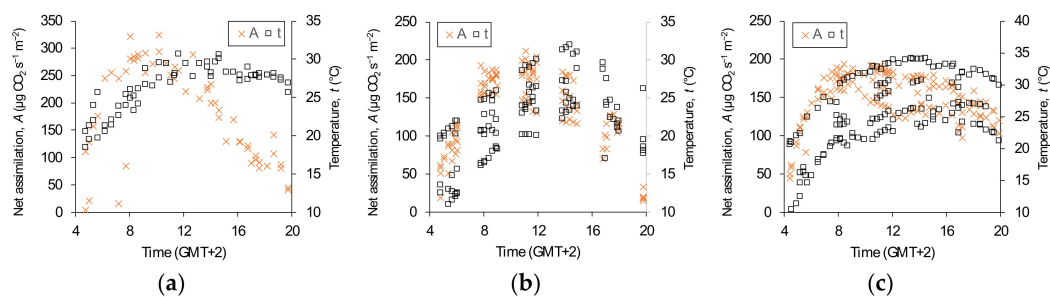 A t
Net assimilation, A (µg CO₂ s⁻¹ m⁻²)
350
300
250
200
150
100
50
0
35
30
25
20
15
10
Temperature, t (°C)
4 8 12 16 20
Time (GMT+2)
(a)
A t
Net assimilation, A (µg CO₂ s⁻¹ m⁻²)
250
200
150
100
50
0
35
30
25
20
15
10
Temperature, t (°C)
4 8 12 16 20
Time (GMT+2)
(b)
A t
Net assimilation, A (µg CO₂ s⁻¹ m⁻²)
250
200
150
100
50
0
40
35
30
25
20
15
10
Temperature, t (°C)
4 8 12 16 20
Time (GMT+2)
(c)